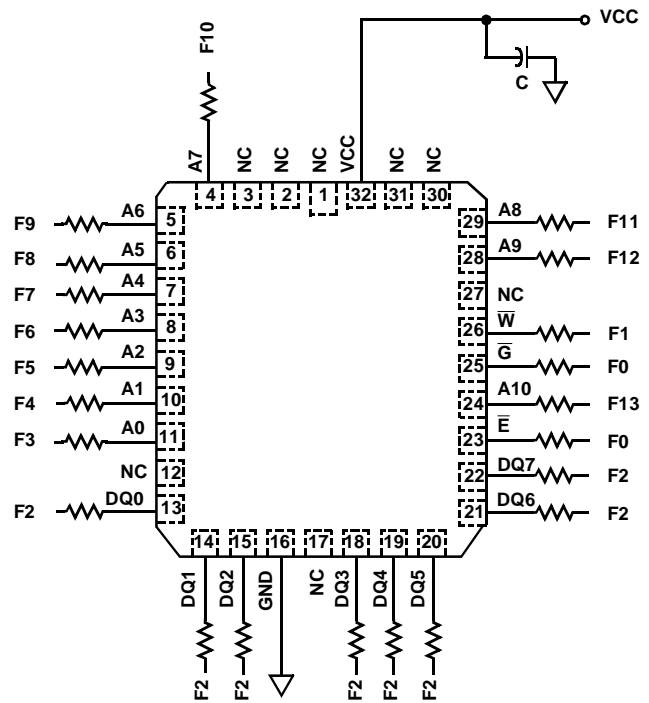 VCC
C
F10
A7
NC
NC
NC
VCC
NC
NC
4
3
2
1
32
31
30
F9 A6 5
F8 A5 6
F7 A4 7
F6 A3 8
F5 A2 9
F4 A1 10
F3 A0 11
NC 12
F2 DQ0 13
29 A8 F11
28 A9 F12
27 NC
26 W̅ F1
25 G̅ F0
24 A10 F13
23 E̅ F0
22 DQ7 F2
21 DQ6 F2
14
15
16
17
18
19
20
DQ1
DQ2
GND
NC
DQ3
DQ4
DQ5
F2
F2
F2
F2
F2